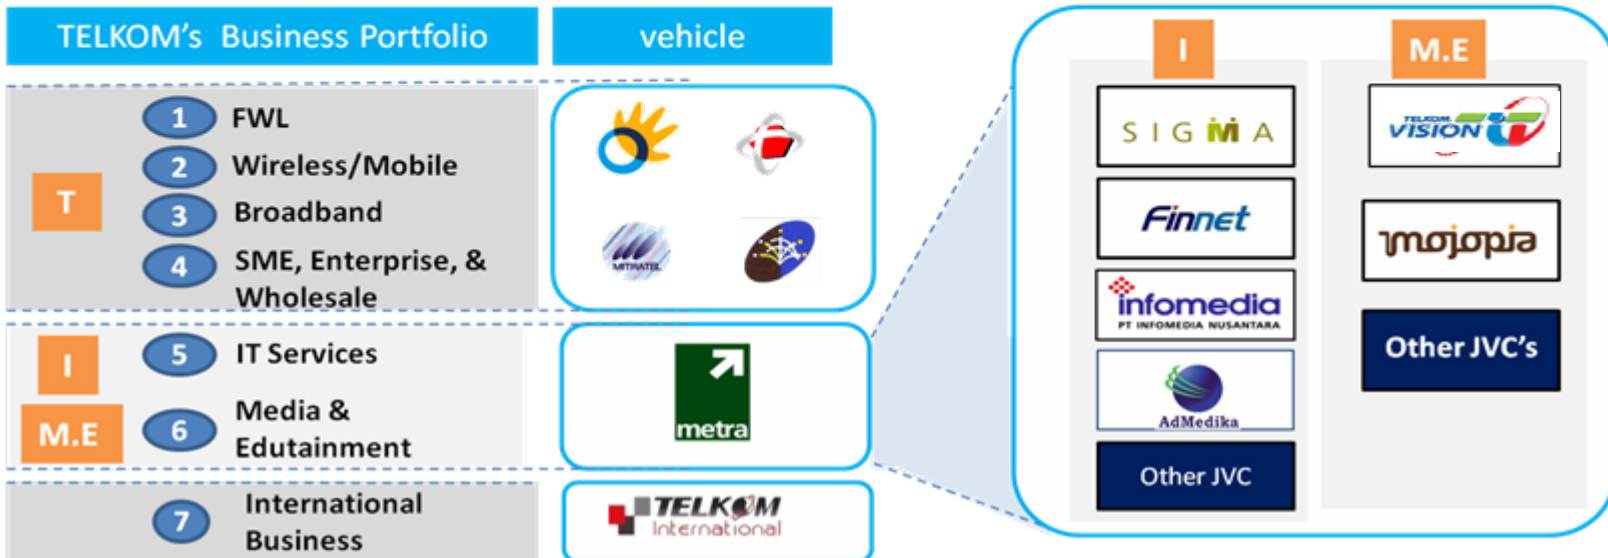 TELKOM's Business Portfolio
vehicle
T
1 FWL
2 Wireless/Mobile
3 Broadband
4 SME, Enterprise, &
Wholesale
MITRATEL
I
M.E
5 IT Services
6 Media &
Edutainment
metra
7 International
Business
TELKOM
International
I
SIGMA
Finnet
infomedia
PT INFOMEDIA NUSANTARA
AdMedika
Other JVC
M.E
TELKOM
VISION
mojopia
Other JVC's